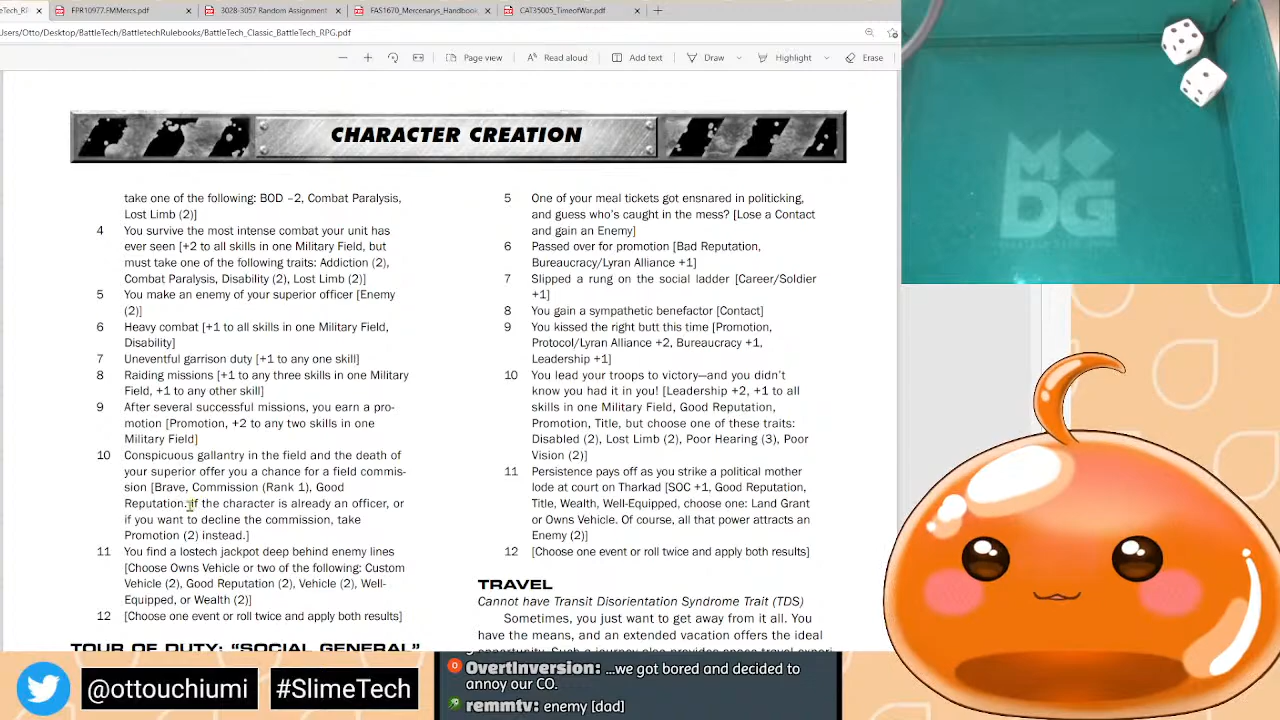 eTech_RP
FPR10977.FMMercs.pdf
3028-3057 Random Assignment
FAS1670_Mercenarys_Handbook
CAT35005_TimeofWar.pdf
Jsers/Otto/Desktop/BattleTech/BattletechRulebooks/BattleTech_Classic_BattleTech_RPG.pdf
Page view
Read aloud
Add text
Draw
Highlight
Erase
CHARACTER CREATION
take one of the following: BOD –2, Combat Paralysis,
Lost Limb (2)]
4 You survive the most intense combat your unit has
ever seen [+2 to all skills in one Military Field, but
must take one of the following traits: Addiction (2),
Combat Paralysis, Disability (2), Lost Limb (2)]
5 You make an enemy of your superior officer [Enemy
(2)]
6 Heavy combat [+1 to all skills in one Military Field,
Disability]
7 Uneventful garrison duty [+1 to any one skill]
8 Raiding missions [+1 to any three skills in one Military
Field, +1 to any other skill]
9 After several successful missions, you earn a pro-
motion [Promotion, +2 to any two skills in one
Military Field]
10 Conspicuous gallantry in the field and the death of
your superior offer you a chance for a field commis-
sion [Brave, Commission (Rank 1), Good
Reputation. If the character is already an officer, or
if you want to decline the commission, take
Promotion (2) instead.]
11 You find a lostech jackpot deep behind enemy lines
[Choose Owns Vehicle or two of the following: Custom
Vehicle (2), Good Reputation (2), Vehicle (2), Well-
Equipped, or Wealth (2)]
12 [Choose one event or roll twice and apply both results]
TOUR OF DUTY: “SOCIAL GENERAL”
5 One of your meal tickets got ensnared in politicking,
and guess who's caught in the mess? [Lose a Contact
and gain an Enemy]
6 Passed over for promotion [Bad Reputation,
Bureaucracy/Lyran Alliance +1]
7 Slipped a rung on the social ladder [Career/Soldier
+1]
8 You gain a sympathetic benefactor [Contact]
9 You kissed the right butt this time [Promotion,
Protocol/Lyran Alliance +2, Bureaucracy +1,
Leadership +1]
10 You lead your troops to victory—and you didn't
know you had it in you! [Leadership +2, +1 to all
skills in one Military Field, Good Reputation,
Promotion, Title, but choose one of these traits:
Disabled (2), Lost Limb (2), Poor Hearing (3), Poor
Vision (2)]
11 Persistence pays off as you strike a political mother
lode at court on Tharkad [SOC +1, Good Reputation,
Title, Wealth, Well-Equipped, choose one: Land Grant
or Owns Vehicle. Of course, all that power attracts an
Enemy (2)]
12 [Choose one event or roll twice and apply both results]
TRAVEL
Cannot have Transit Disorientation Syndrome Trait (TDS)
Sometimes, you just want to get away from it all. You
have the means, and an extended vacation offers the ideal
MDG
@ottouchiumi
#SlimeTech
OvertInversion: ...we got bored and decided to
annoy our CO.
remmtv: enemy [dad]